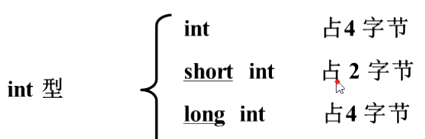 int 型
int 占4 字节
short int 占 2 字节
long int 占4 字节